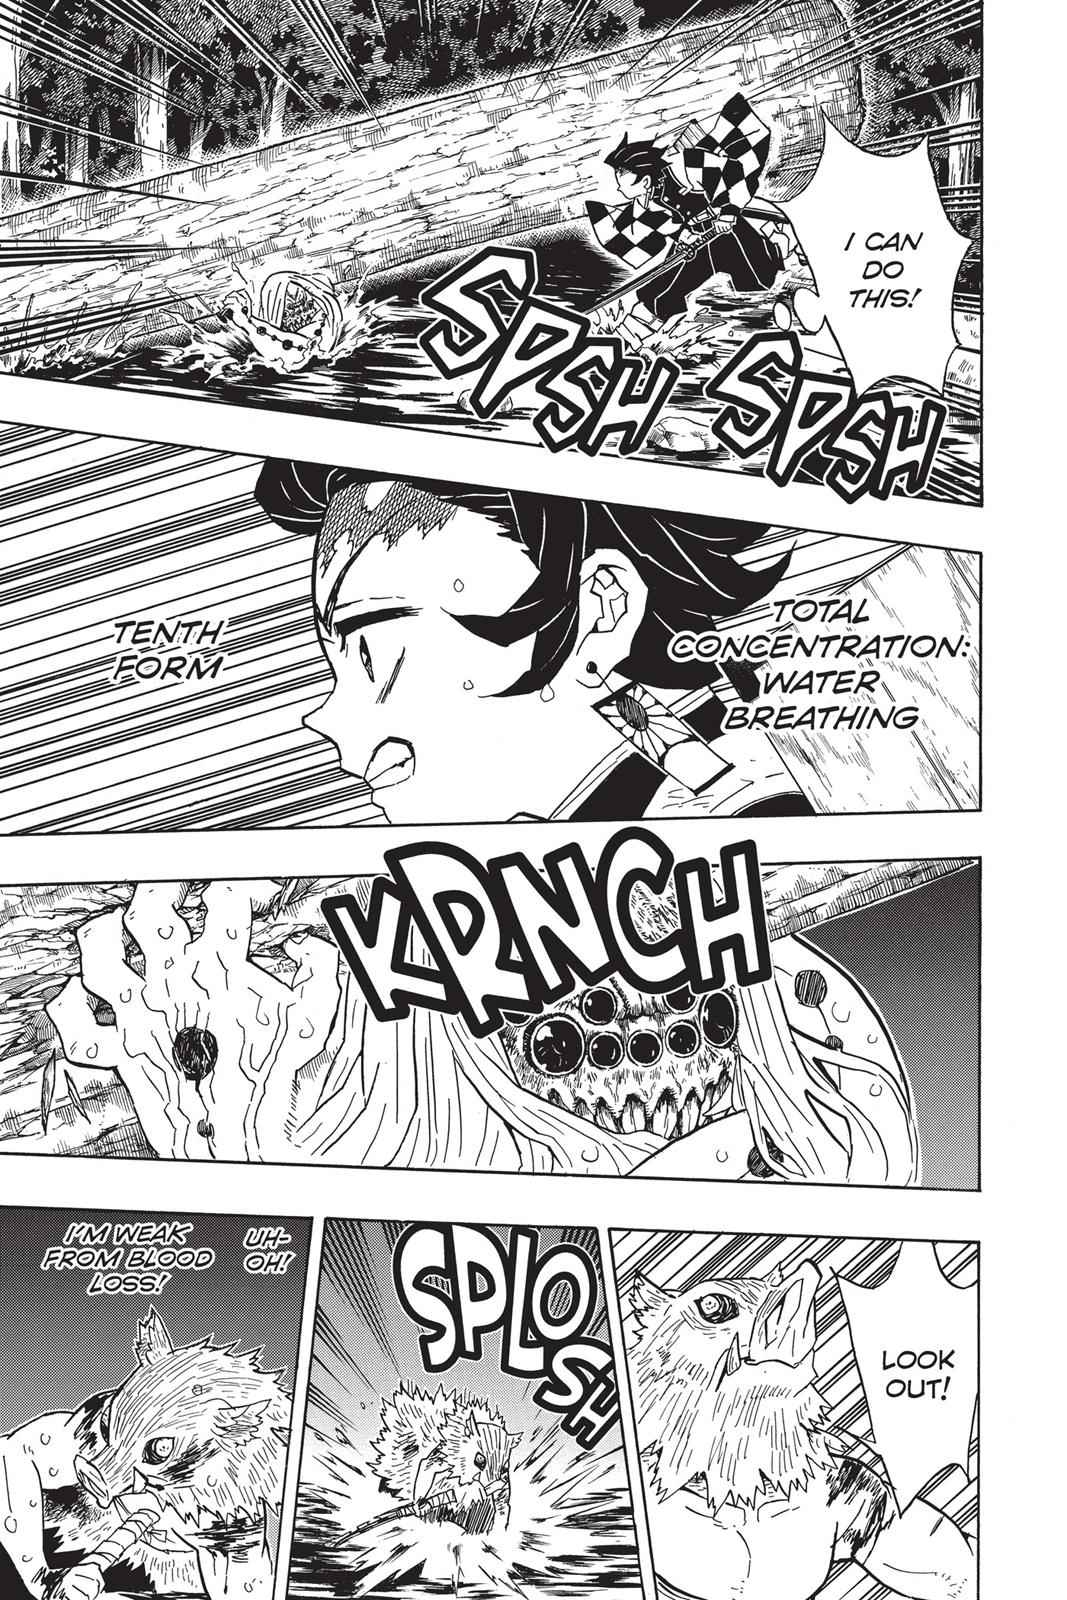 I CAN
DO
THIS!
SPSH SPSH
TOTAL
CONCENTRATION:
WATER
BREATHING
TENTH
FORM
KRNCH
LOOK
OUT!
SPLOSH
UH-
OH!
I'M WEAK
FROM BLOOD
LOSS!